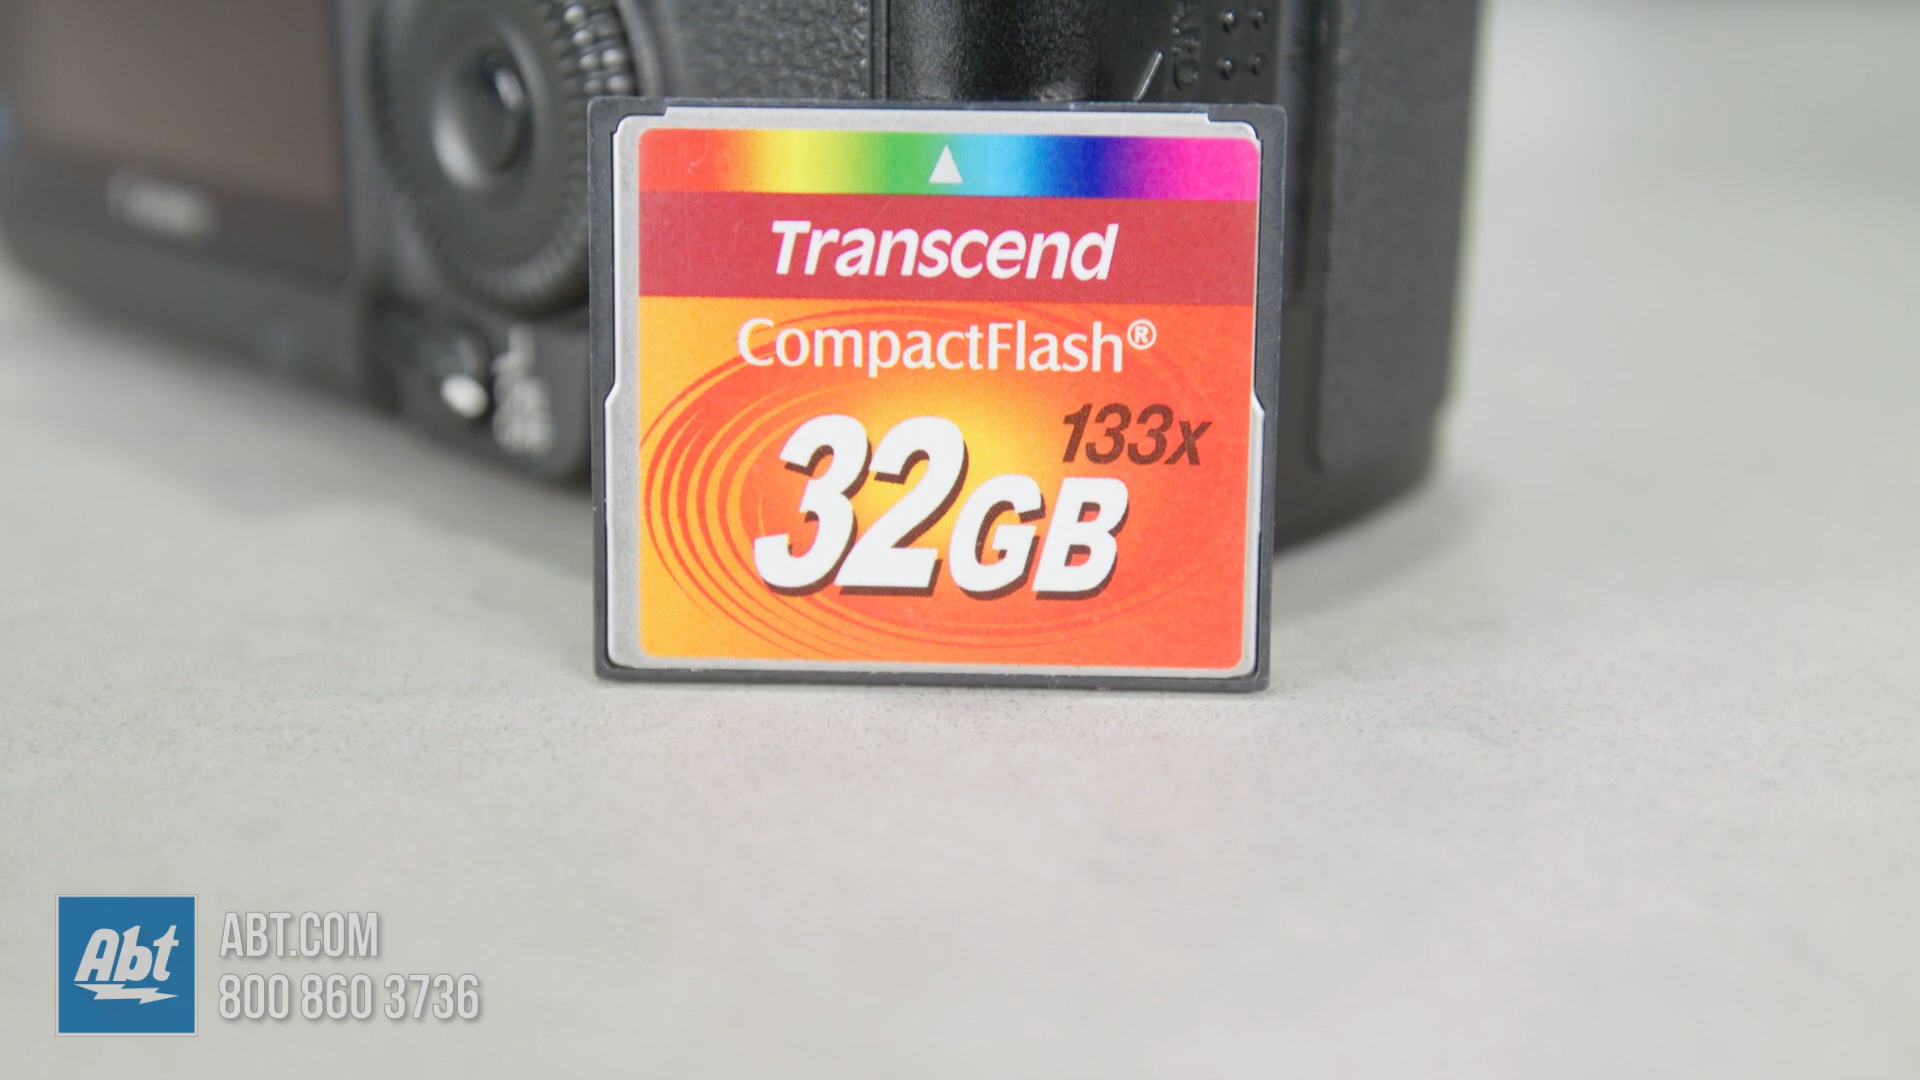 Transcend
CompactFlash®
133x
32GB
Abt
ABT.COM
800 860 3736